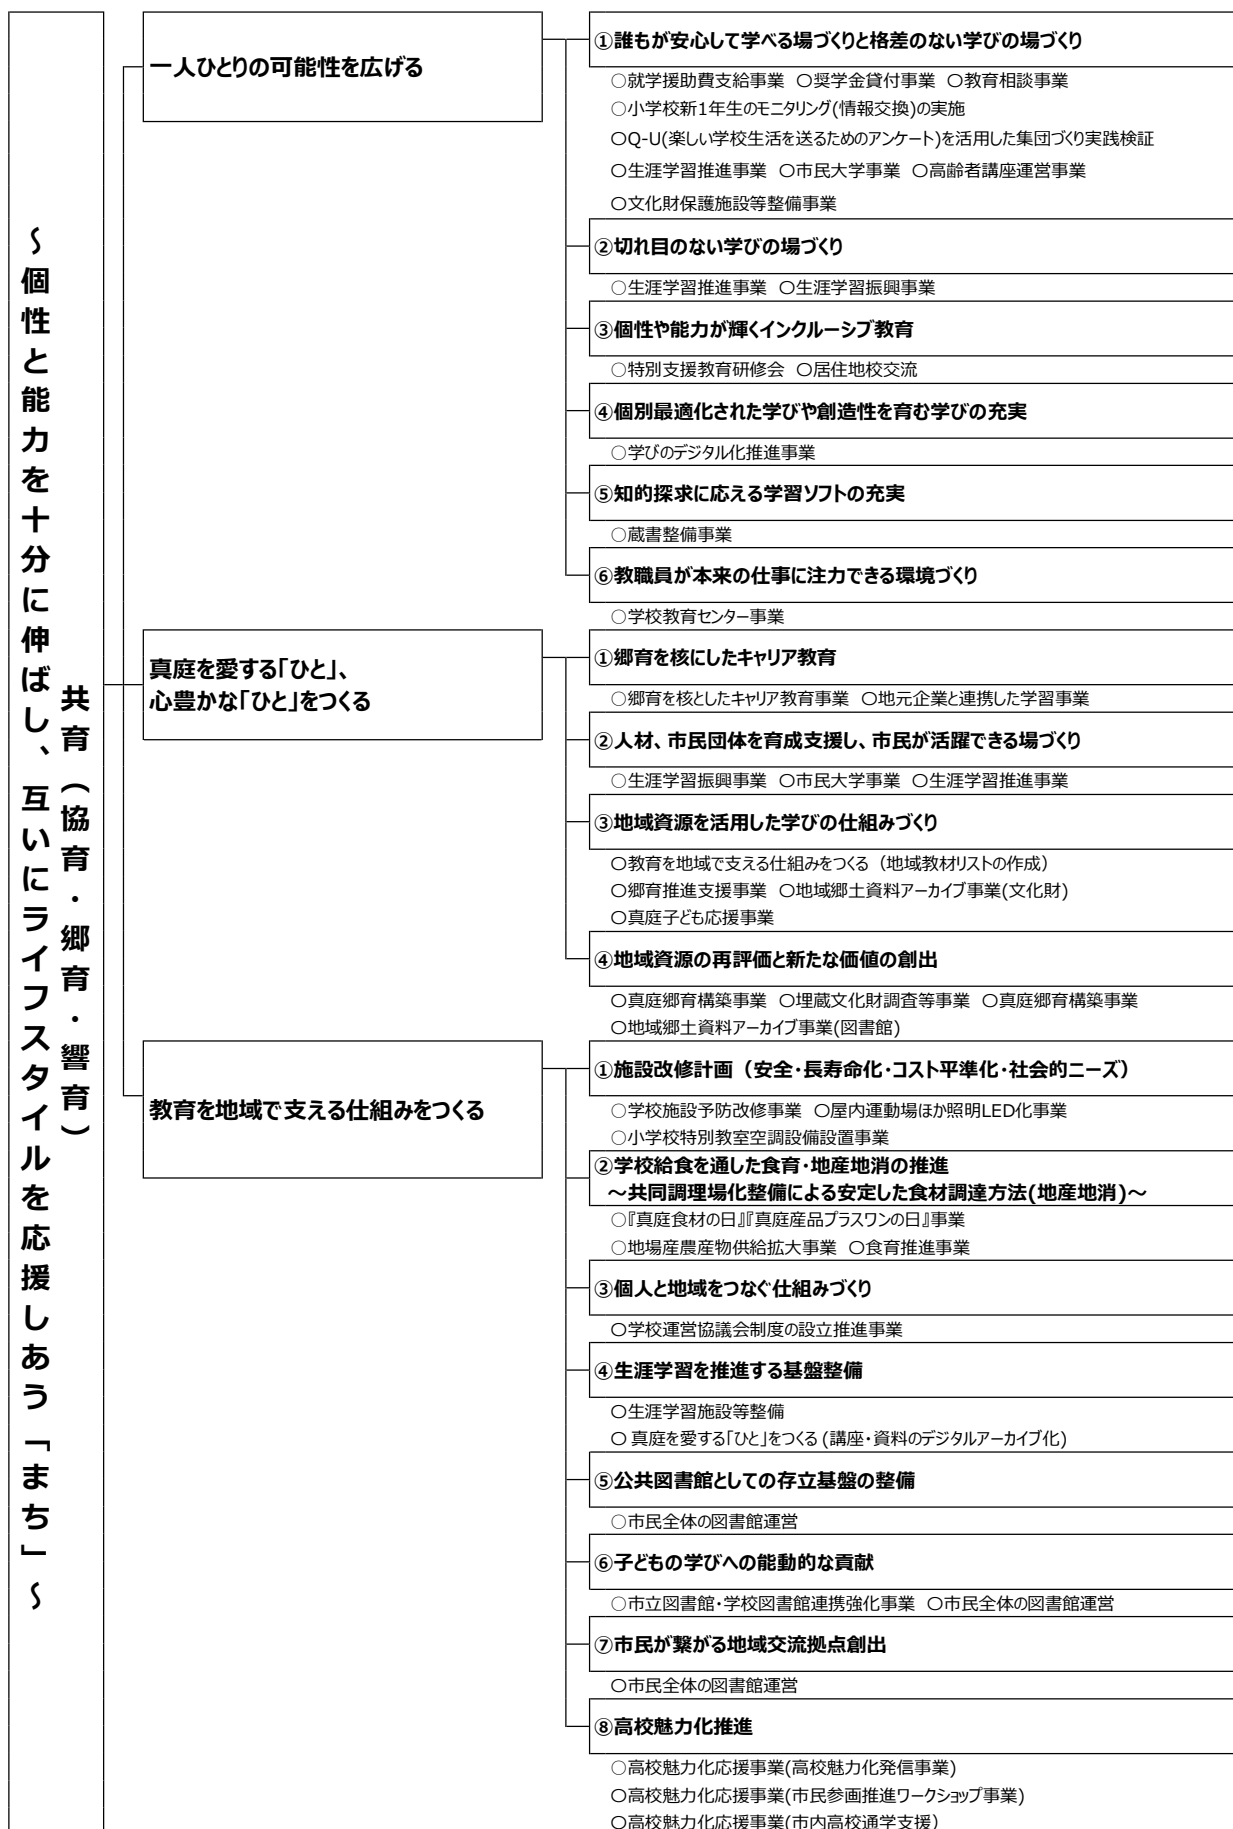 共育（協育・郷育・響育）
～個性と能力を十分に伸ばし、互いにライフスタイルを応援しあう「まち」～
一人ひとりの可能性を広げる
①誰もが安心して学べる場づくりと格差のない学びの場づくり
○就学援助費支給事業 ○奨学金貸付事業 ○教育相談事業
○小学校新1年生のモニタリング(情報交換)の実施
○Q-U(楽しい学校生活を送るためのアンケート)を活用した集団づくり実践検証
○生涯学習推進事業 ○市民大学事業 ○高齢者講座運営事業
○文化財保護施設等整備事業
②切れ目のない学びの場づくり
○生涯学習推進事業 ○生涯学習振興事業
③個性や能力が輝くインクルーシブ教育
○特別支援教育研修会 ○居住地校交流
④個別最適化された学びや創造性を育む学びの充実
○学びのデジタル化推進事業
⑤知的探求に応える学習ソフトの充実
○蔵書整備事業
⑥教職員が本来の仕事に注力できる環境づくり
○学校教育センター事業
真庭を愛する「ひと」、
心豊かな「ひと」をつくる
①郷育を核にしたキャリア教育
○郷育を核としたキャリア教育事業 ○地元企業と連携した学習事業
②人材、市民団体を育成支援し、市民が活躍できる場づくり
○生涯学習振興事業 ○市民大学事業 ○生涯学習推進事業
③地域資源を活用した学びの仕組みづくり
○教育を地域で支える仕組みをつくる（地域教材リストの作成）
○郷育推進支援事業 ○地域郷土資料アーカイブ事業(文化財)
○真庭子ども応援事業
④地域資源の再評価と新たな価値の創出
○真庭郷育構築事業 ○埋蔵文化財調査等事業 ○真庭郷育構築事業
○地域郷土資料アーカイブ事業(図書館)
教育を地域で支える仕組みをつくる
①施設改修計画（安全・長寿命化・コスト平準化・社会的ニーズ）
○学校施設予防改修事業 ○屋内運動場ほか照明LED化事業
○小学校特別教室空調設備設置事業
②学校給食を通した食育・地産地消の推進
～共同調理場化整備による安定した食材調達方法(地産地消)～
○『真庭食材の日』『真庭産品プラスワンの日』事業
○地場産農産物供給拡大事業 ○食育推進事業
③個人と地域をつなぐ仕組みづくり
○学校運営協議会制度の設立推進事業
④生涯学習を推進する基盤整備
○生涯学習施設等整備
○ 真庭を愛する「ひと」をつくる (講座・資料のデジタルアーカイブ化)
⑤公共図書館としての存立基盤の整備
○市民全体の図書館運営
⑥子どもの学びへの能動的な貢献
○市立図書館・学校図書館連携強化事業 ○市民全体の図書館運営
⑦市民が繋がる地域交流拠点創出
○市民全体の図書館運営
⑧高校魅力化推進
○高校魅力化応援事業(高校魅力化発信事業)
○高校魅力化応援事業(市民参画推進ワークショップ事業)
○高校魅力化応援事業(市内高校通学支援)